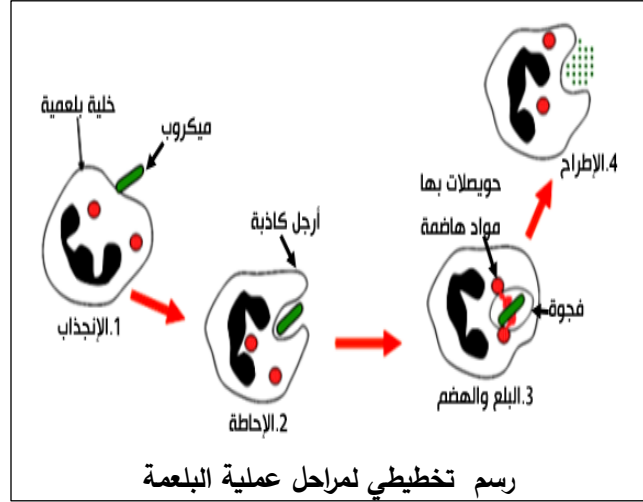 خلية بلعمية
ميكروب
1.الإنجذاب
أرجل كاذبة
2.الإحاطة
حويصلات بها
مواد هاضمة
فجوة
3.البلع والهضم
4.الإطراح
رسم تخطيطي لمراحل عملية البلعمة